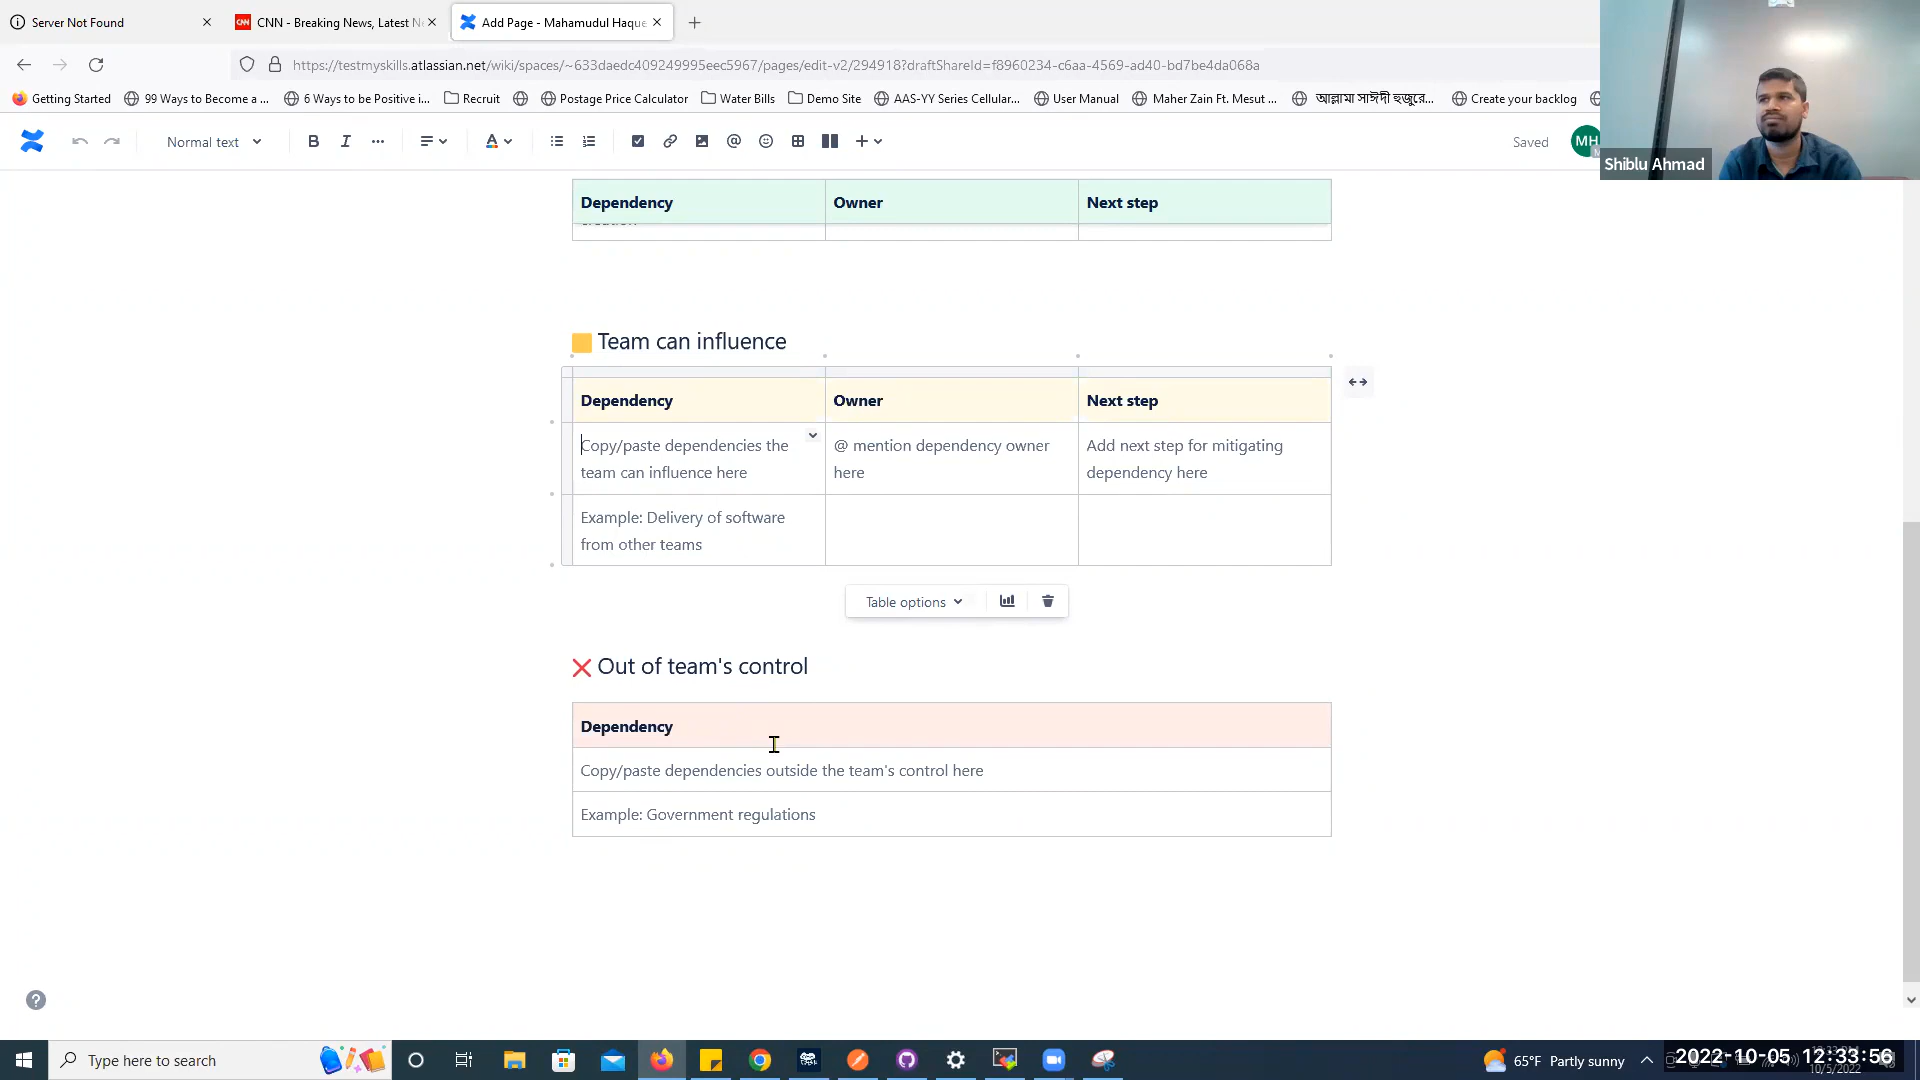 Server Not Found
CNN - Breaking News, Latest Ne
Add Page - Mahamudul Haque
https://testmyskills.atlassian.net/wiki/spaces/~633daedc409249995eec5967/pages/edit-v2/294918?draftShareId=f8960234-c6aa-4569-ad40-bd7be4da068a
Getting Started
99 Ways to Become a ...
6 Ways to be Positive i...
Recruit
Postage Price Calculator
Water Bills
Demo Site
AAS-YY Series Cellular...
User Manual
Maher Zain Ft. Mesut ...
আল্লামা সাঈদী হুজুরে...
Create your backlog
Normal text
B
I
A
Saved
MH
Shiblu Ahmad
Dependency
Owner
Next step
Team can influence
Dependency
Owner
Next step
Copy/paste dependencies the
team can influence here
@ mention dependency owner
here
Add next step for mitigating
dependency here
Example: Delivery of software
from other teams
Table options
Out of team's control
Dependency
Copy/paste dependencies outside the team's control here
Example: Government regulations
Type here to search
65°F Partly sunny
2022-10-05 12:33:56
10/5/2022